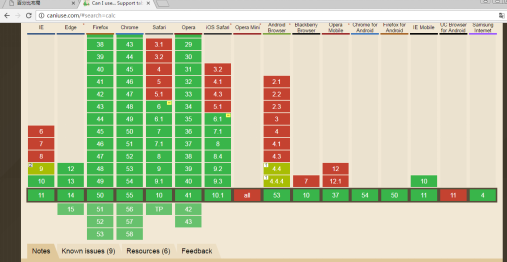 Can I use... Support tabl
caniuse.com/#search=calc
IE Edge Firefox Chrome Safari Opera iOS Safari Opera Mini Android Browser Blackberry Browser Opera Mobile Chrome for Android Firefox for Android IE Mobile UC Browser for Android Samsung Internet
38 43 3.1 29
39 44 3.2 30
40 45 4 31 3.2
41 46 5 32 4.1 2.1
42 47 5.1 33 4.3 2.2
43 48 6 34 5.1 2.3
44 49 6.1 35 6.1 3
6 45 50 7 36 7.1 4
7 46 51 7.1 37 8 4.1
8 47 52 8 38 8.4 4.3
9 12 48 53 9 39 9.2 4.4 12
10 13 49 54 9.1 40 9.3 4.4.4 7 12.1 10
11 14 50 55 10 41 10.1 all 53 10 37 54 50 11 11 4
15 51 56 TP 42
52 57 43
53 58
Notes Known issues (9) Resources (6) Feedback